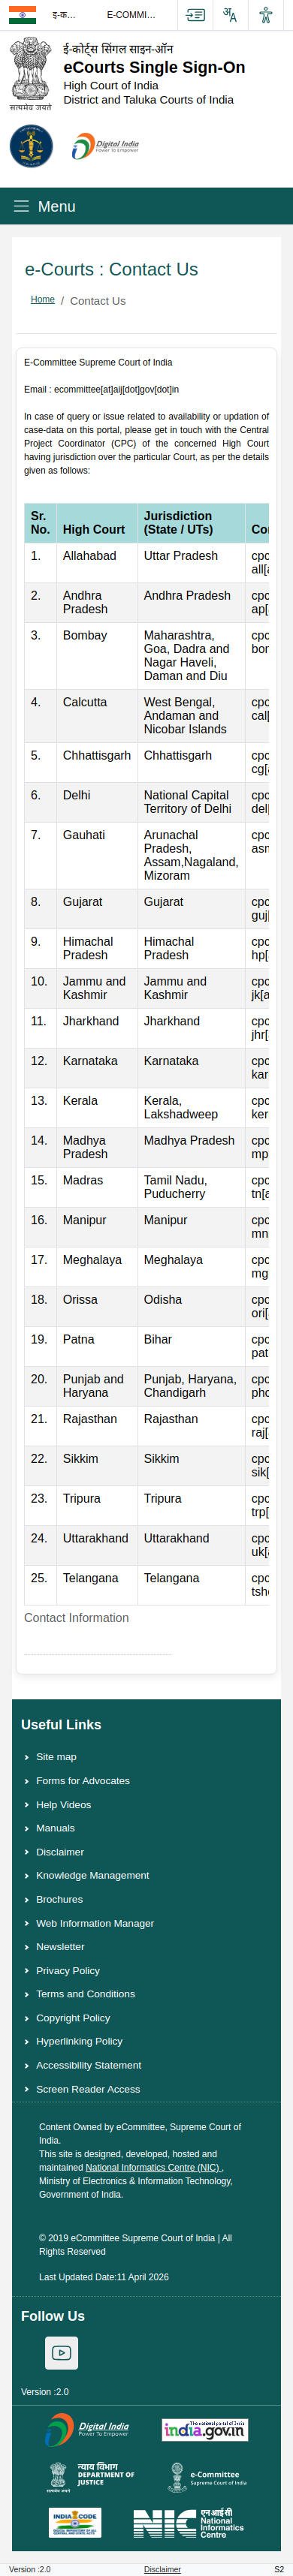 इ-क...
E-COMMI...
अ
A
सत्यमेव जयते
ई-कोर्ट्स सिंगल साइन-ऑन
eCourts Single Sign-On
High Court of India
District and Taluka Courts of India
Digital India
Power To Empower
Menu
e-Courts : Contact Us
Home / Contact Us
E-Committee Supreme Court of India
Email : ecommittee[at]aij[dot]gov[dot]in
In case of query or issue related to availability or updation of
case-data on this portal, please get in touch with the Central
Project Coordinator (CPC) of the concerned High Court
having jurisdiction over the particular Court, as per the details
given as follows:
Sr. No. High Court Jurisdiction (State / UTs)
1. Allahabad Uttar Pradesh
2. Andhra Pradesh Andhra Pradesh
3. Bombay Maharashtra, Goa, Dadra and Nagar Haveli, Daman and Diu
4. Calcutta West Bengal, Andaman and Nicobar Islands
5. Chhattisgarh Chhattisgarh
6. Delhi National Capital Territory of Delhi
7. Gauhati Arunachal Pradesh, Assam,Nagaland, Mizoram
8. Gujarat Gujarat
9. Himachal Pradesh Himachal Pradesh
10. Jammu and Kashmir Jammu and Kashmir
11. Jharkhand Jharkhand
12. Karnataka Karnataka
13. Kerala Kerala, Lakshadweep
14. Madhya Pradesh Madhya Pradesh
15. Madras Tamil Nadu, Puducherry
16. Manipur Manipur
17. Meghalaya Meghalaya
18. Orissa Odisha
19. Patna Bihar
20. Punjab and Haryana Punjab, Haryana, Chandigarh
21. Rajasthan Rajasthan
22. Sikkim Sikkim
23. Tripura Tripura
24. Uttarakhand Uttarakhand
25. Telangana Telangana
Contact Information
Useful Links
Site map
Forms for Advocates
Help Videos
Manuals
Disclaimer
Knowledge Management
Brochures
Web Information Manager
Newsletter
Privacy Policy
Terms and Conditions
Copyright Policy
Hyperlinking Policy
Accessibility Statement
Screen Reader Access
Content Owned by eCommittee, Supreme Court of
India.
This site is designed, developed, hosted and
maintained National Informatics Centre (NIC) ,
Ministry of Electronics & Information Technology,
Government of India.
© 2019 eCommittee Supreme Court of India | All
Rights Reserved
Last Updated Date:11 April 2026
Follow Us
Version :2.0
Digital India
Power To Empower
The national portal of India
india.gov.in
न्याय विभाग
DEPARTMENT OF
JUSTICE
e-Committee
Supreme Court of India
INDIA CODE
NIC एनआईसी
National
Informatics
Centre
Version :2.0 Disclaimer S2